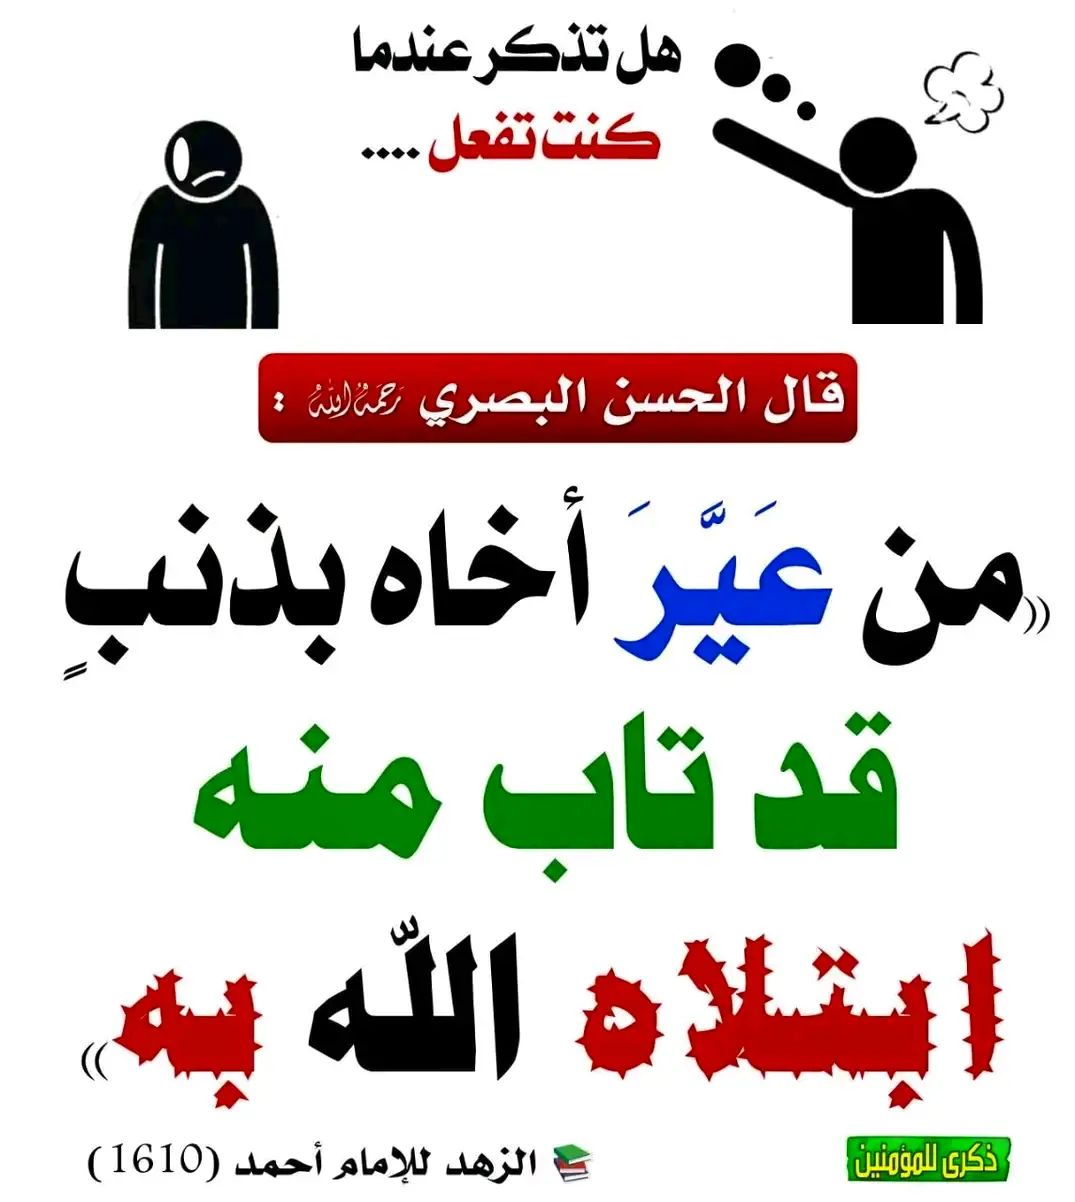 هل تذكر عندما
كنت تفعل ....
قال الحسن البصري رَحِمَهُ اللهُ :
((من عَيَّرَ أخاه بذنبٍ
قد تاب منه
ابتلاه اللّه به))
الزهد للإمام أحمد (1610)
ذكرى للمؤمنين